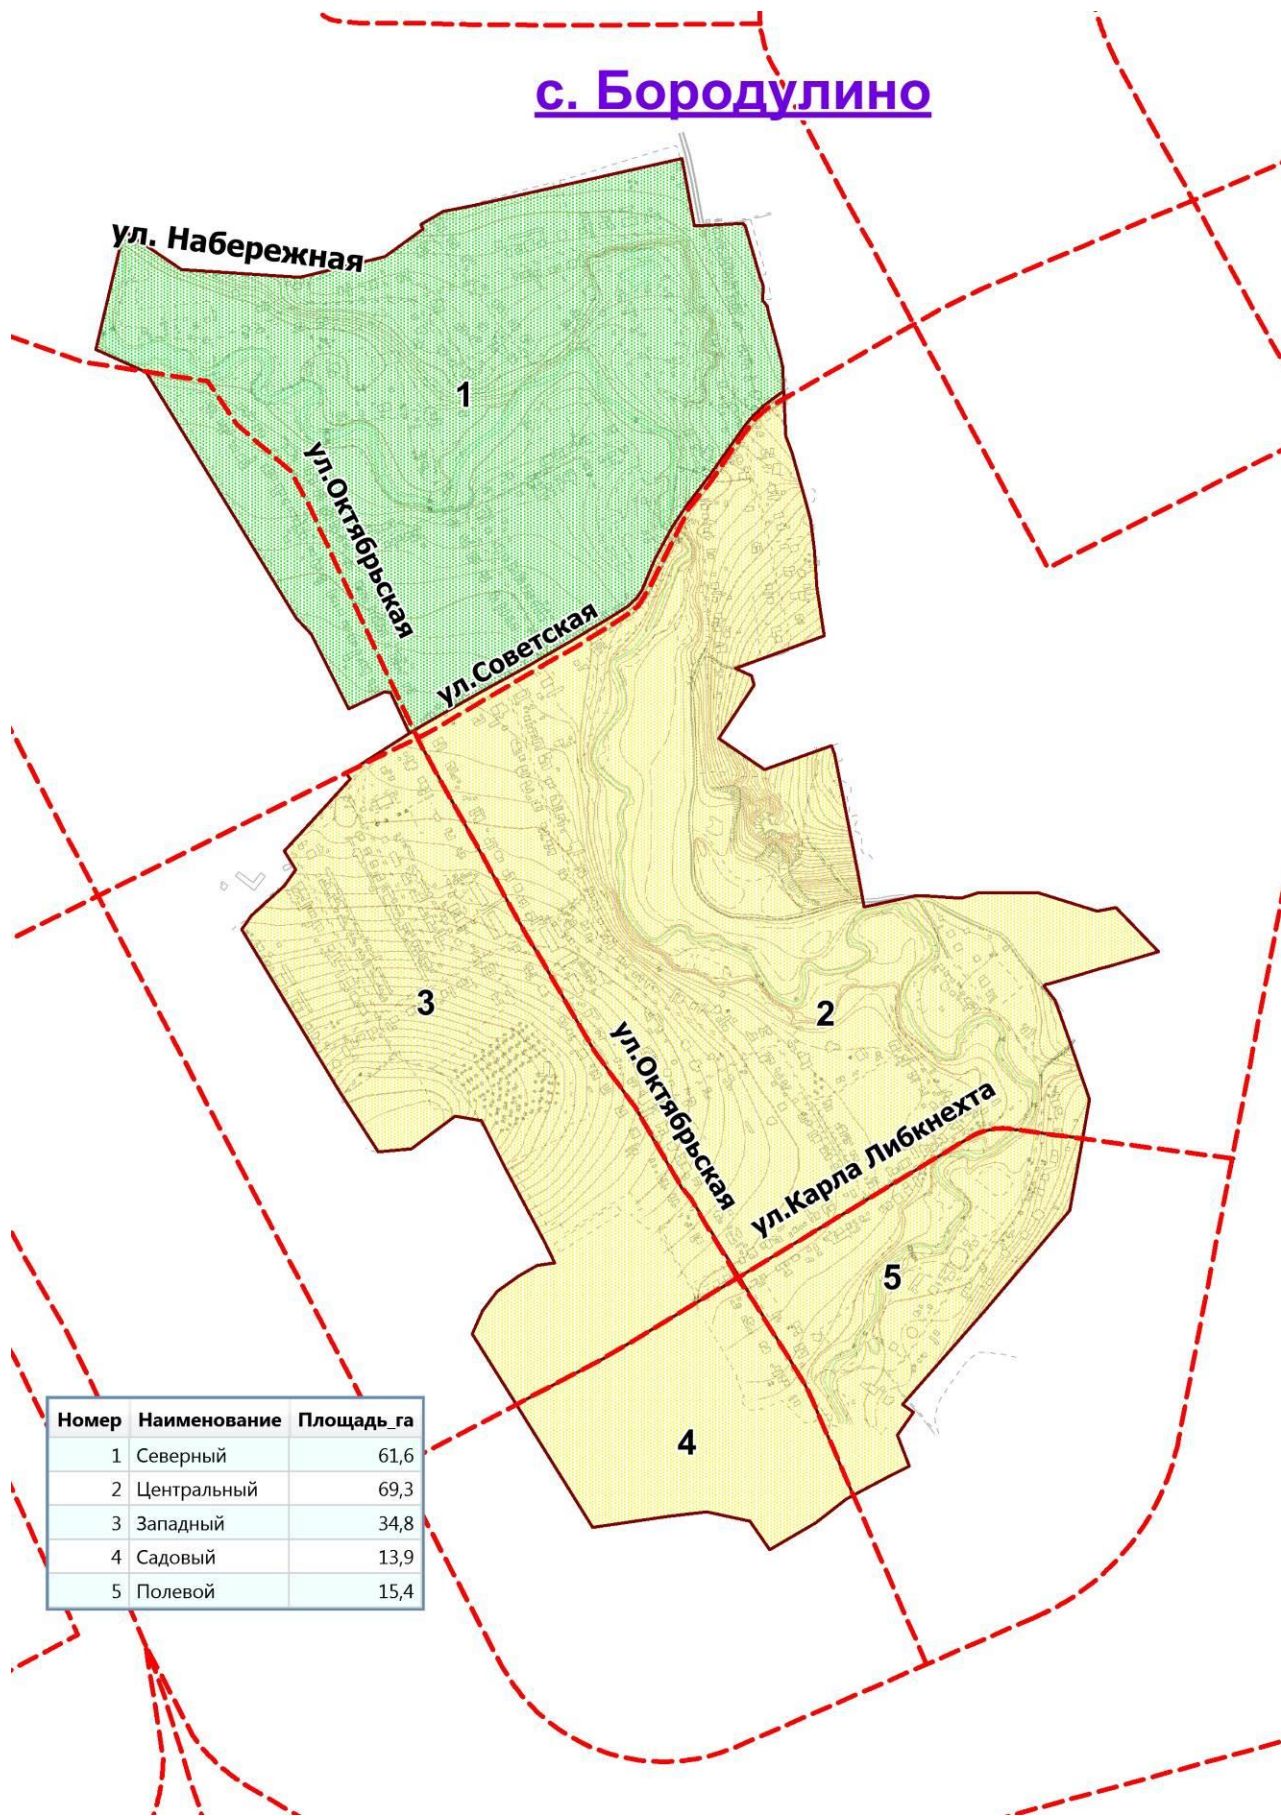 с. Бородулино
ул. Набережная
1
ул.Октябрьская
ул.Советская
3
2
ул.Октябрьская
ул.Карла Либкнехта
5
4
Номер Наименование Площадь_га
1 Северный 61,6
2 Центральный 69,3
3 Западный 34,8
4 Садовый 13,9
5 Полевой 15,4